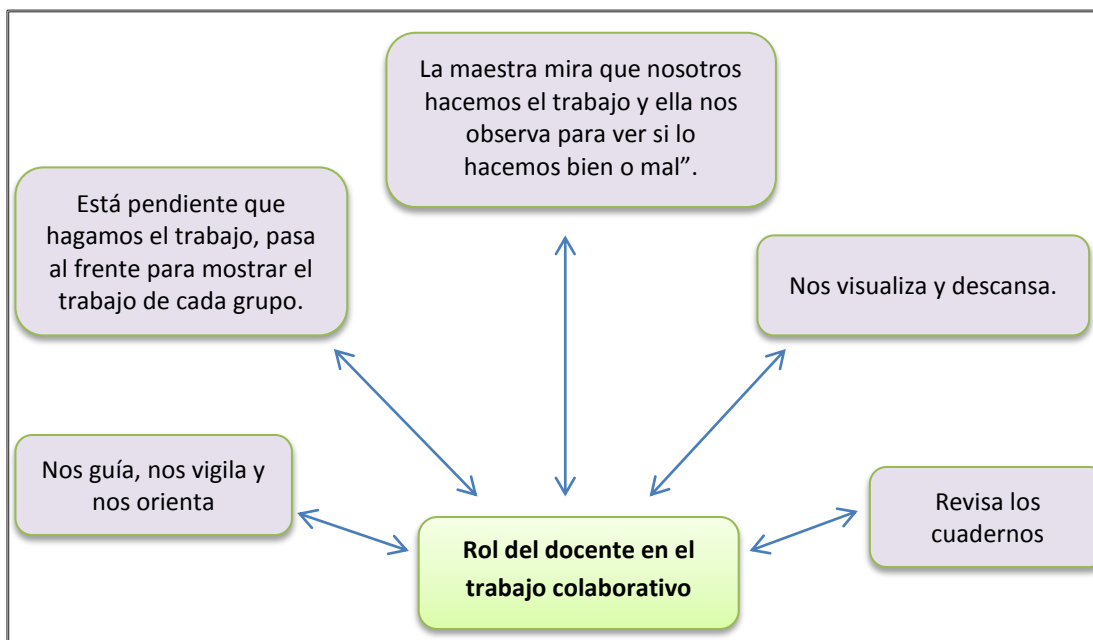 La maestra mira que nosotros
hacemos el trabajo y ella nos
observa para ver si lo
hacemos bien o mal”.
Está pendiente que
hagamos el trabajo, pasa
al frente para mostrar el
trabajo de cada grupo.
Nos visualiza y descansa.
Nos guía, nos vigila y
nos orienta
Revisa los
cuadernos
Rol del docente en el
trabajo colaborativo